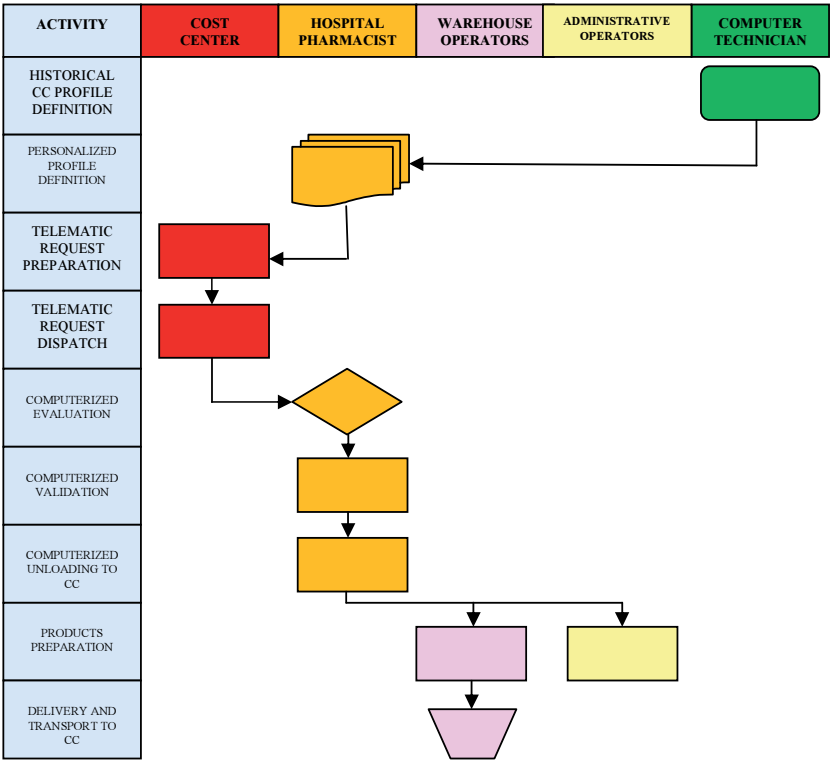 ACTIVITY
COST
CENTER
HOSPITAL
PHARMACIST
WAREHOUSE
OPERATORS
ADMINISTRATIVE
OPERATORS
COMPUTER
TECHNICIAN
HISTORICAL
CC PROFILE
DEFINITION
PERSONALIZED
PROFILE
DEFINITION
TELEMATIC
REQUEST
PREPARATION
TELEMATIC
REQUEST
DISPATCH
COMPUTERIZED
EVALUATION
COMPUTERIZED
VALIDATION
COMPUTERIZED
UNLOADING TO
CC
PRODUCTS
PREPARATION
DELIVERY AND
TRANSPORT TO
CC